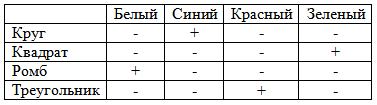 Белый Синий Красный Зеленый
Круг - + - -
Квадрат - - - +
Ромб + - - -
Треугольник - - + -